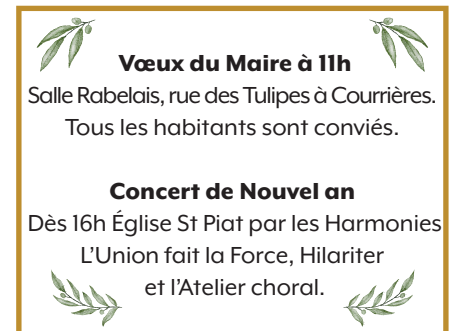 Vœux du Maire à 11h
Salle Rabelais, rue des Tulipes à Courrières.
Tous les habitants sont conviés.
Concert de Nouvel an
Dès 16h Église St Piat par les Harmonies
L’Union fait la Force, Hilariter
et l’Atelier choral.